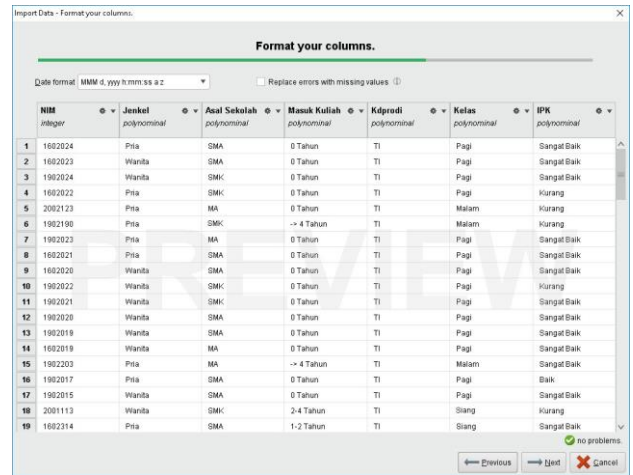 Import Data - Format your columns.
Format your columns.
Date format MMM d, yyyy h:mm:ss a z Replace errors with missing values
NIM Jenkel Asal Sekolah Masuk Kuliah Kdprodi Kelas IPK
integer polynominal polynominal polynominal polynominal polynominal polynominal
1 1602024 Pria SMA 0 Tahun TI Pagi Sangat Baik
2 1602023 Wanita SMA 0 Tahun TI Pagi Sangat Baik
3 1902024 Wanita SMK 0 Tahun TI Pagi Sangat Baik
4 1602022 Pria SMK 0 Tahun TI Pagi Kurang
5 2002123 Pria MA 0 Tahun TI Malam Kurang
6 1902190 Pria SMK -> 4 Tahun TI Malam Kurang
7 1902023 Pria MA 0 Tahun TI Pagi Sangat Baik
8 1602021 Pria SMA 0 Tahun TI Pagi Sangat Baik
9 1602020 Wanita SMA 0 Tahun TI Pagi Sangat Baik
10 1902022 Wanita SMK 0 Tahun TI Pagi Kurang
11 1902021 Wanita SMK 0 Tahun TI Pagi Sangat Baik
12 1902020 Wanita SMA 0 Tahun TI Pagi Sangat Baik
13 1902019 Wanita SMA 0 Tahun TI Pagi Sangat Baik
14 1602019 Wanita MA 0 Tahun TI Pagi Sangat Baik
15 1902203 Pria MA -> 4 Tahun TI Malam Sangat Baik
16 1902017 Pria SMA 0 Tahun TI Pagi Baik
17 1902015 Wanita SMA 0 Tahun TI Pagi Sangat Baik
18 2001113 Wanita SMK 2-4 Tahun TI Siang Kurang
19 1602314 Pria SMA 1-2 Tahun TI Siang Sangat Baik
PREVIEW
no problems.
Previous Next Cancel